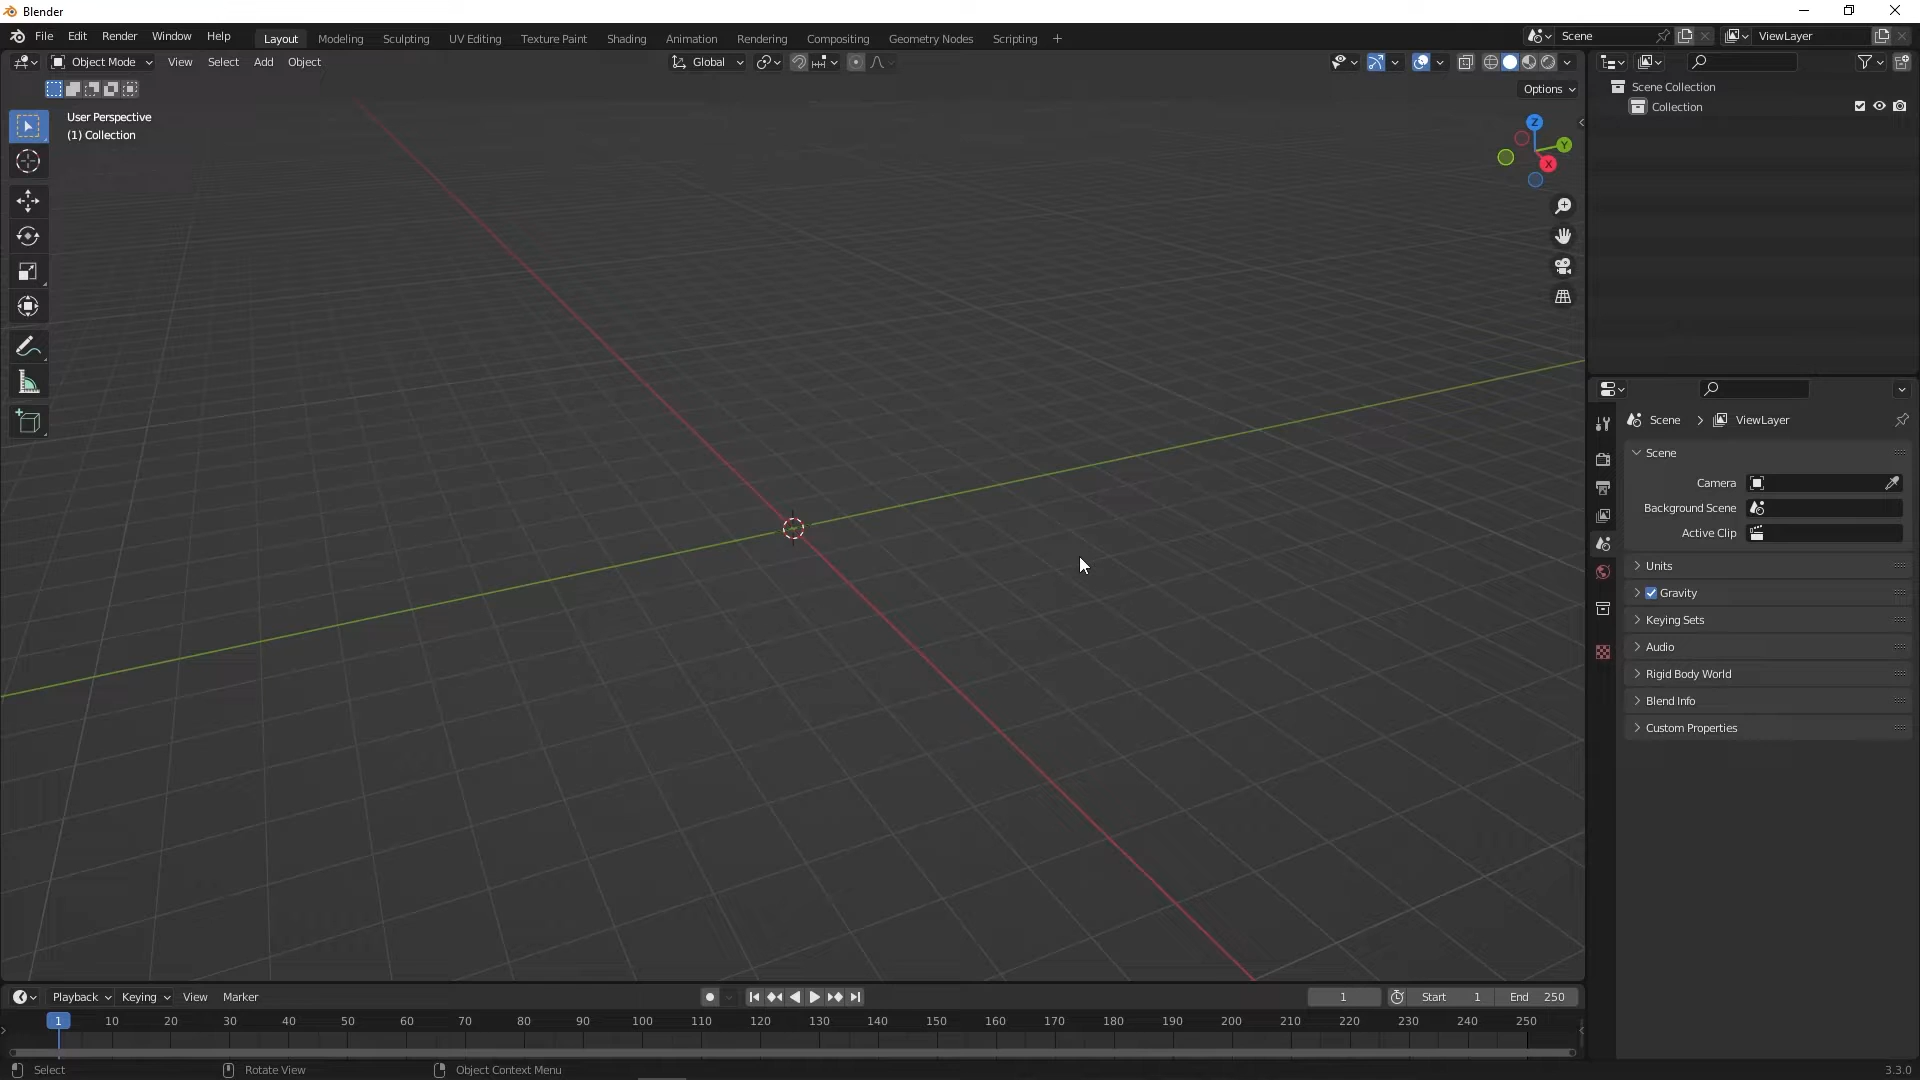 Blender
File Edit Render Window Help Layout Modeling Sculpting UV Editing Texture Paint Shading Animation Rendering Compositing Geometry Nodes Scripting + Scene ViewLayer
Object Mode View Select Add Object Global
Options
User Perspective
(1) Collection
Z
Y
X
Scene Collection
Collection
Scene > ViewLayer
Scene
Camera
Background Scene
Active Clip
Units
Gravity
Keying Sets
Audio
Rigid Body World
Blend Info
Custom Properties
Playback Keying View Marker 1 Start 1 End 250
1 10 20 30 40 50 60 70 80 90 100 110 120 130 140 150 160 170 180 190 200 210 220 230 240 250
Select Rotate View Object Context Menu 3.3.0